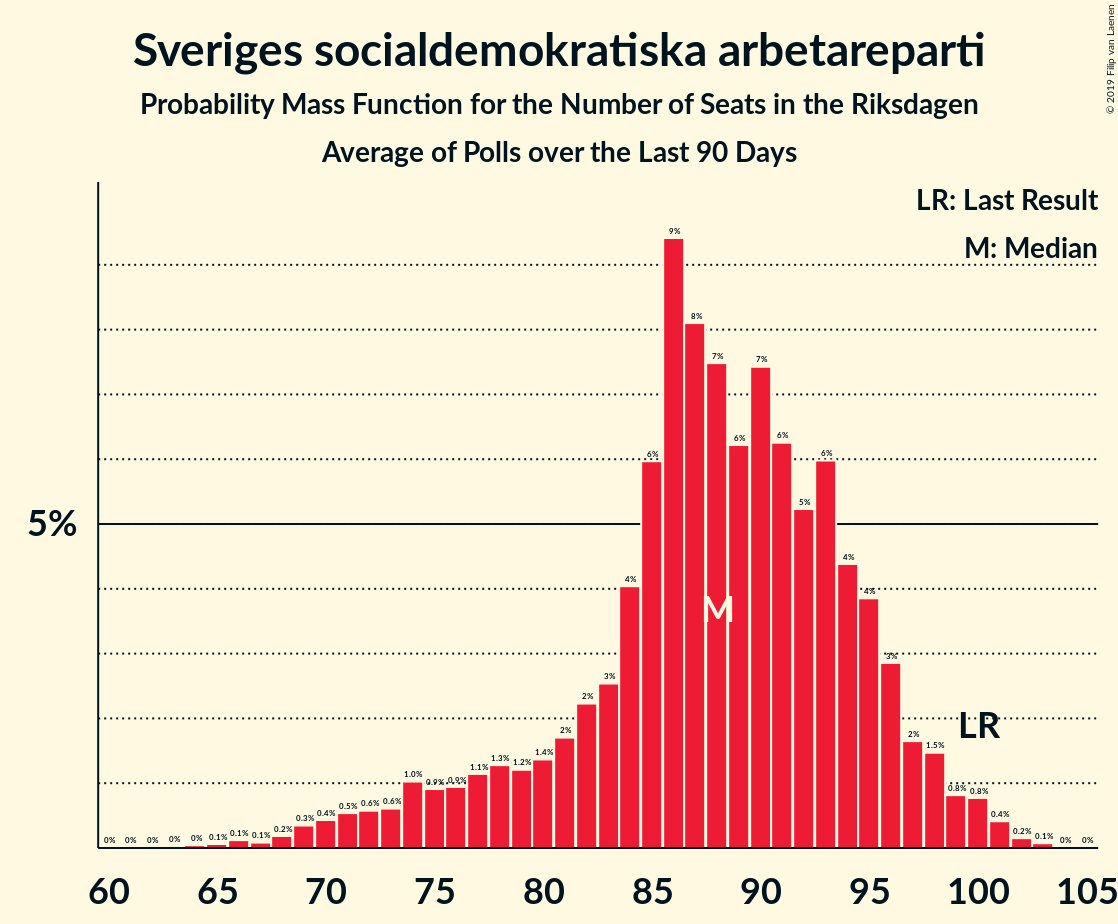 Sveriges socialdemokratiska arbetareparti
Probability Mass Function for the Number of Seats in the Riksdagen
Average of Polls over the Last 90 Days
© 2019 Filip van Laenen
LR: Last Result
M: Median
5%
0% 0% 0% 0% 0% 0.1% 0.1% 0.1% 0.2% 0.3% 0.4% 0.5% 0.6% 0.6% 1.0% 0.9% 0.9% 1.1% 1.3% 1.2% 1.4% 2% 2% 3% 4% 6% 9% 8% 7% 6% 7% 6% 5% 6% 4% 4% 3% 2% 1.5% 0.8% 0.8% 0.4% 0.2% 0.1% 0% 0%
M
LR
60 65 70 75 80 85 90 95 100 105